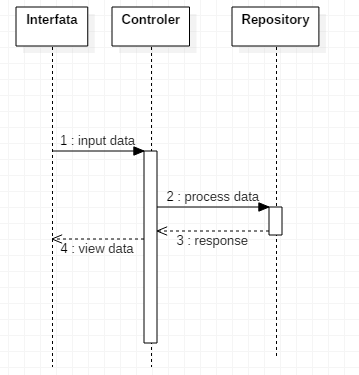 Interfata
Controler
Repository
1 : input data
2 : process data
3 : response
4 : view data